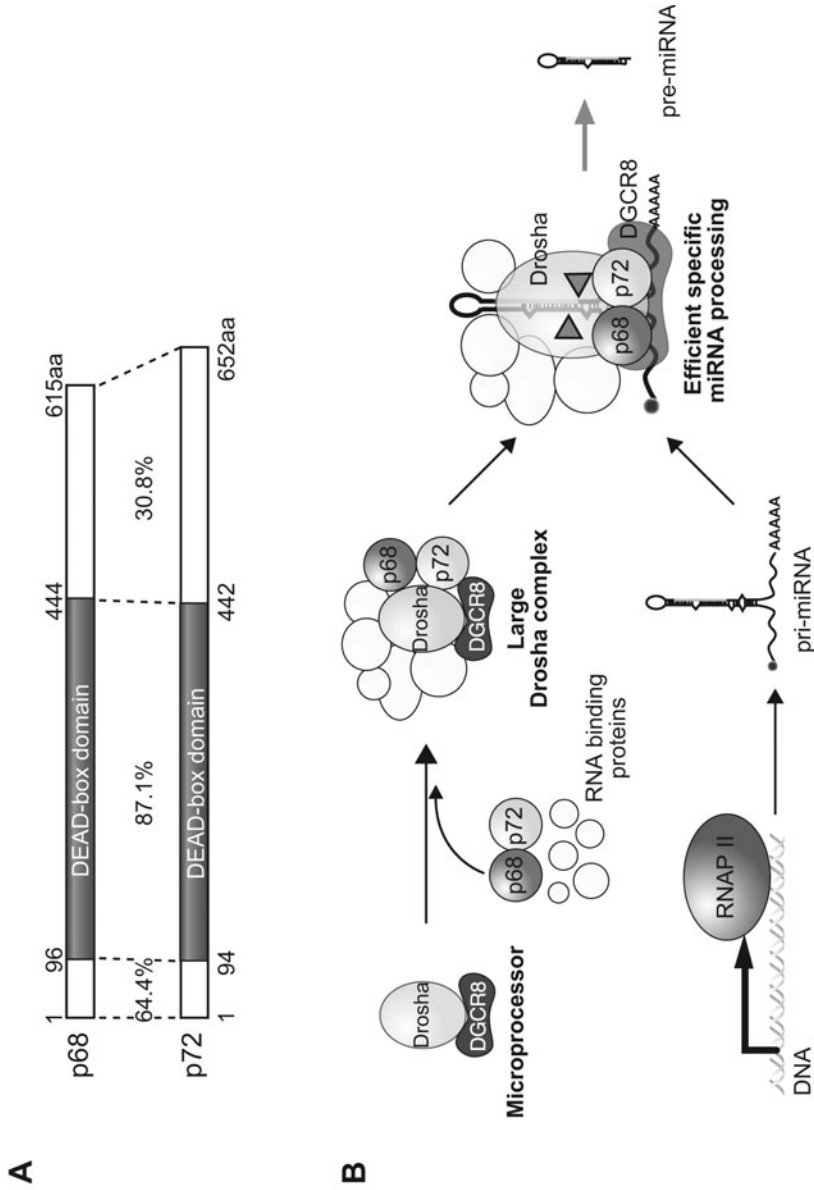 A
p68
1
96
444
615aa
DEAD-box domain
64.4%
87.1%
30.8%
p72
DEAD-box domain
1
94
442
652aa
B
Drosha
DGCR8
Microprocessor
p68
p72
RNA binding
proteins
Drosha
p68
p72
DGCR8
Large
Drosha complex
Drosha
p68
p72
DGCR8
AAAAA
Efficient specific
miRNA processing
pre-miRNA
DNA
RNAP II
AAAAA
pri-miRNA